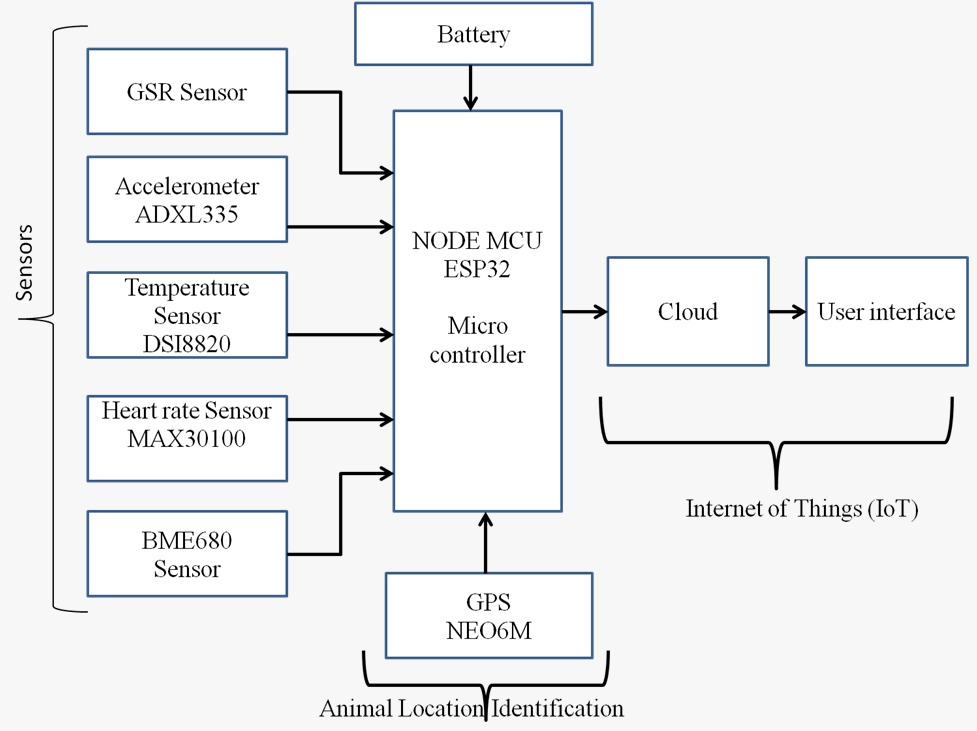 Battery
GSR Sensor
Accelerometer
ADXL335
Temperature
Sensor
DSI8820
Heart rate Sensor
MAX30100
BME680
Sensor
Sensors
NODE MCU
ESP32
Micro
controller
Cloud
User interface
Internet of Things (IoT)
GPS
NEO6M
Animal Location Identification